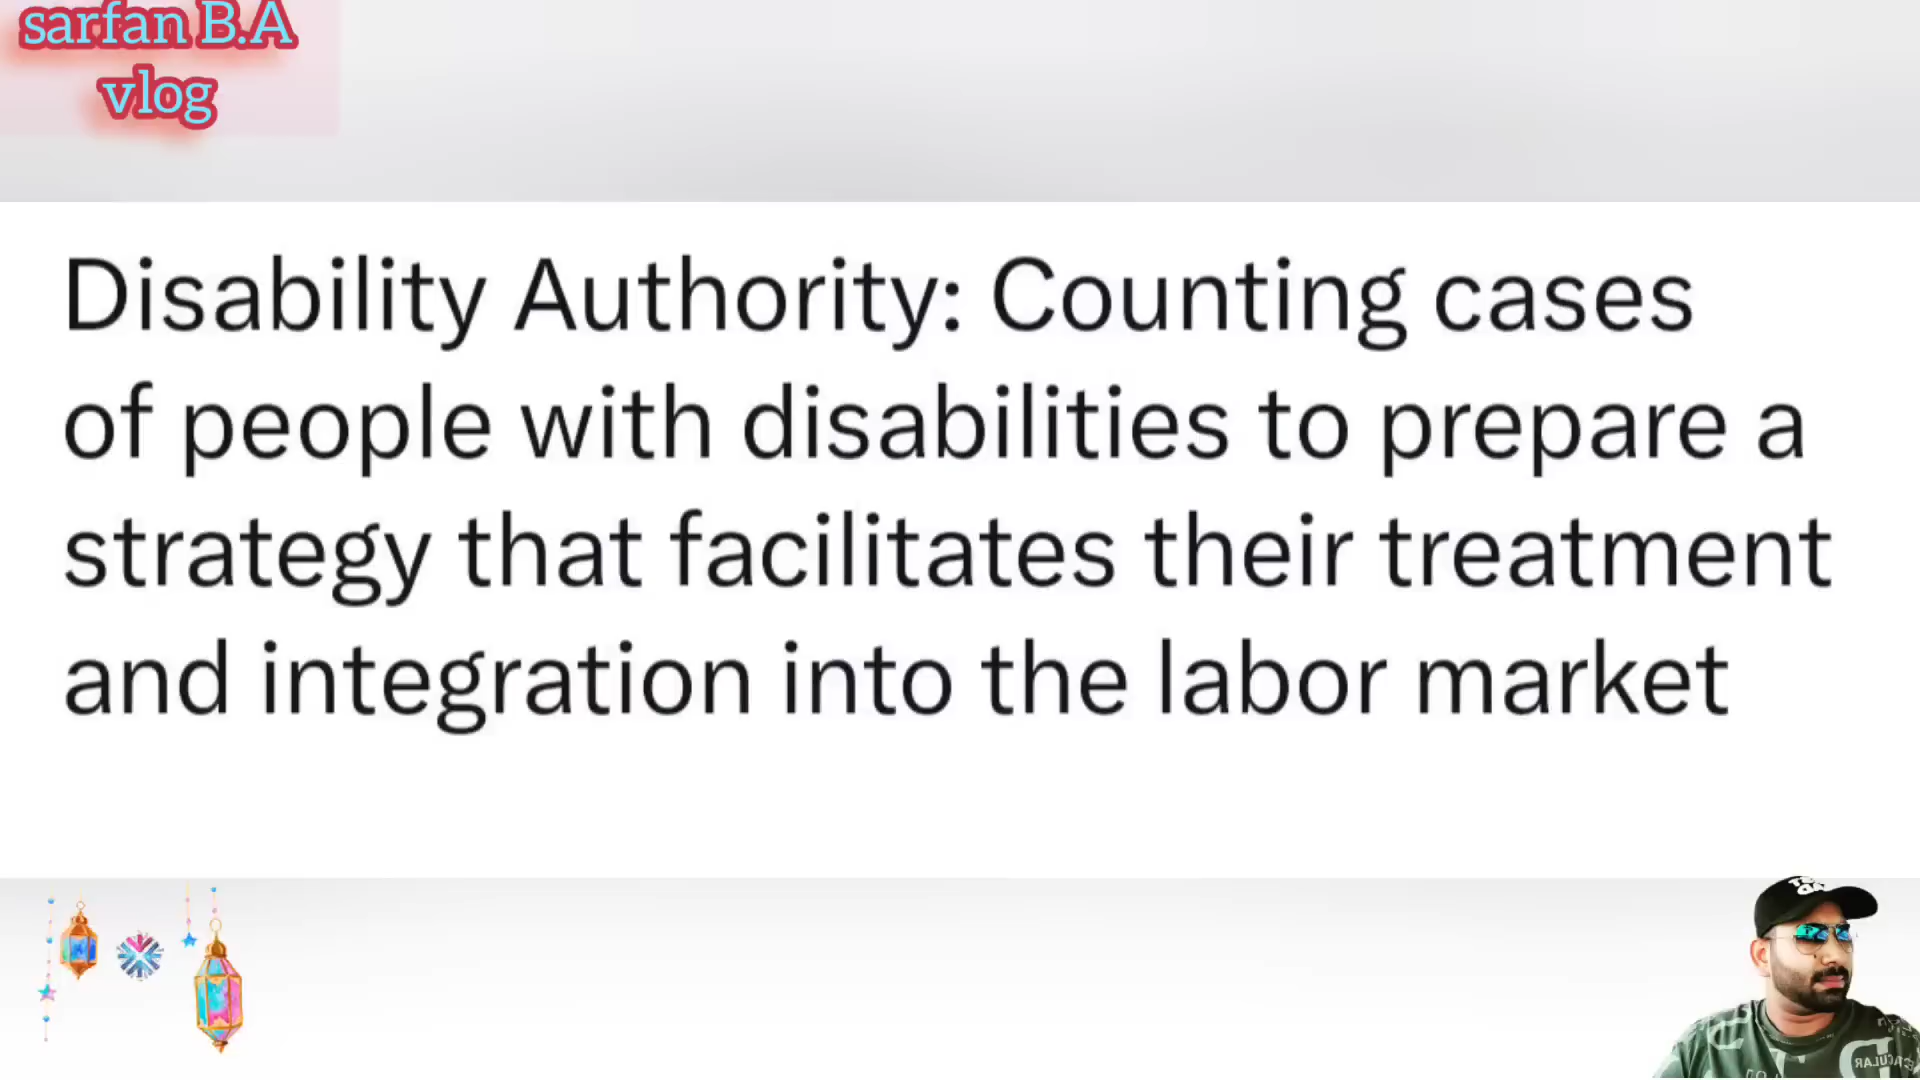 sarfan B.A
vlog
Disability Authority: Counting cases
of people with disabilities to prepare a
strategy that facilitates their treatment
and integration into the labor market